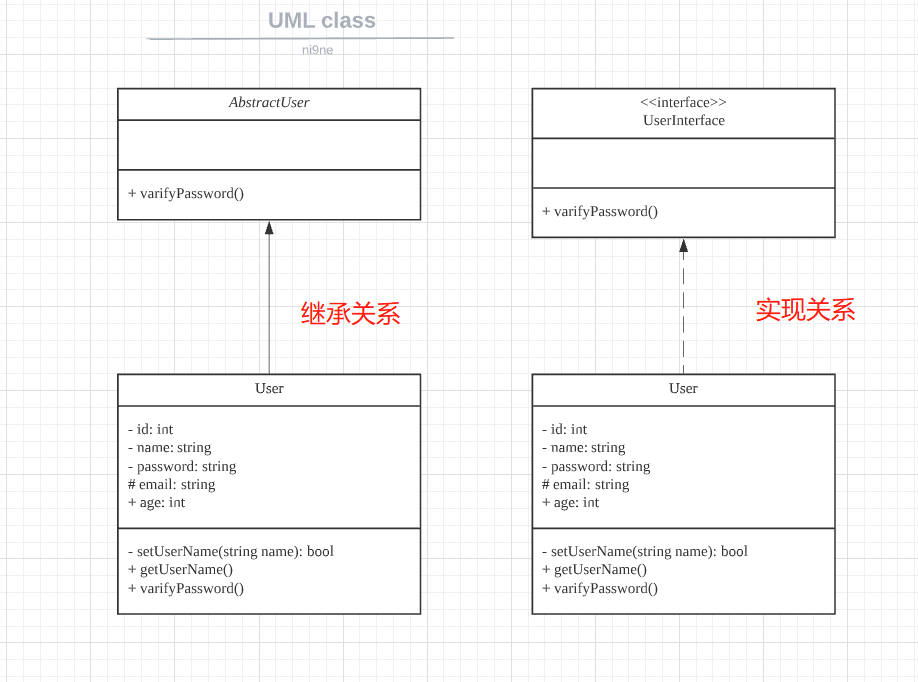 UML class
ni9ne
AbstractUser
+ varifyPassword()
继承关系
User
- id: int
- name: string
- password: string
# email: string
+ age: int
- setUserName(string name): bool
+ getUserName()
+ varifyPassword()
<<interface>>
UserInterface
+ varifyPassword()
实现关系
User
- id: int
- name: string
- password: string
# email: string
+ age: int
- setUserName(string name): bool
+ getUserName()
+ varifyPassword()